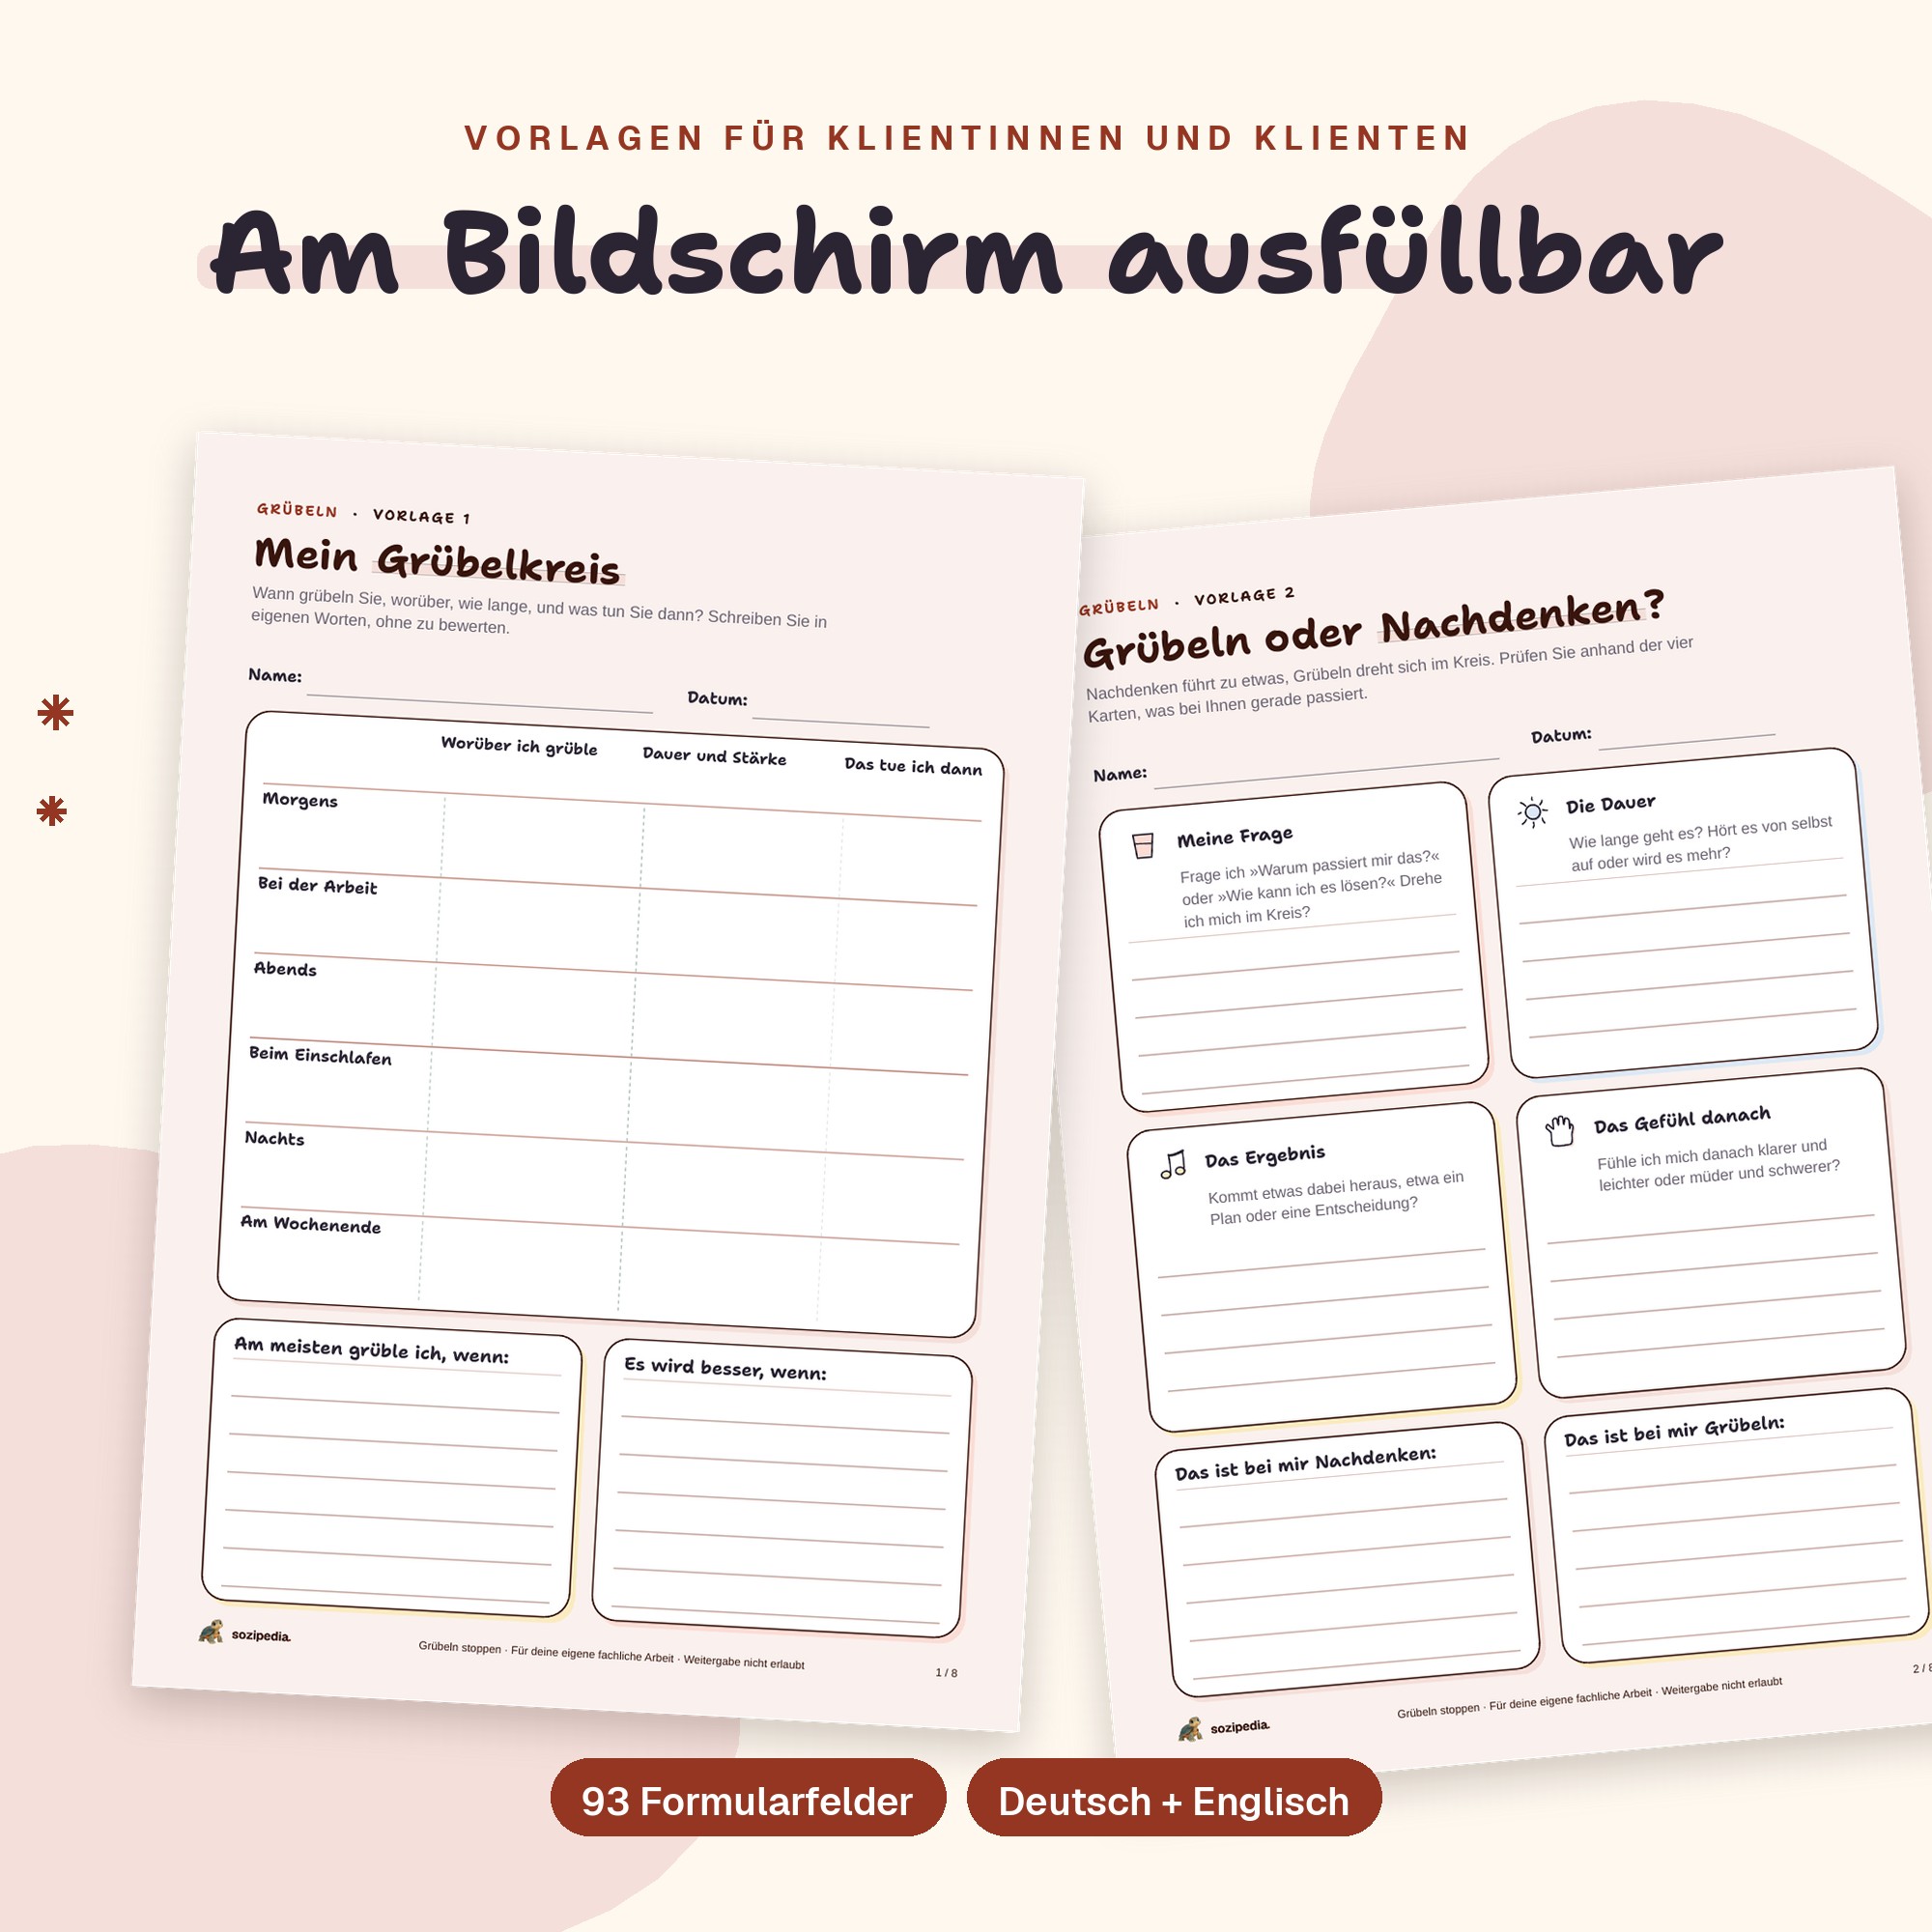 VORLAGEN FÜR KLIENTINNEN UND KLIENTEN
Am Bildschirm ausfüllbar
GRÜBELN · VORLAGE 1
Mein Grübelkreis
Wann grübeln Sie, worüber, wie lange, und was tun Sie dann? Schreiben Sie in
eigenen Worten, ohne zu bewerten.
Name:
Datum:
Worüber ich grüble
Dauer und Stärke
Das tue ich dann
Morgens
Bei der Arbeit
Abends
Beim Einschlafen
Nachts
Am Wochenende
Am meisten grüble ich, wenn:
Es wird besser, wenn:
sozipedia.
Grübeln stoppen · Für deine eigene fachliche Arbeit · Weitergabe nicht erlaubt
1 / 8
GRÜBELN · VORLAGE 2
Grübeln oder Nachdenken?
Nachdenken führt zu etwas, Grübeln dreht sich im Kreis. Prüfen Sie anhand der vier
Karten, was bei Ihnen gerade passiert.
Name:
Datum:
Meine Frage
Frage ich »Warum passiert mir das?«
oder »Wie kann ich es lösen?« Drehe
ich mich im Kreis?
Die Dauer
Wie lange geht es? Hört es von selbst
auf oder wird es mehr?
Das Ergebnis
Kommt etwas dabei heraus, etwa ein
Plan oder eine Entscheidung?
Das Gefühl danach
Fühle ich mich danach klarer und
leichter oder müder und schwerer?
Das ist bei mir Nachdenken:
Das ist bei mir Grübeln:
sozipedia.
Grübeln stoppen · Für deine eigene fachliche Arbeit · Weitergabe nicht erlaubt
2 / 8
93 Formularfelder
Deutsch + Englisch